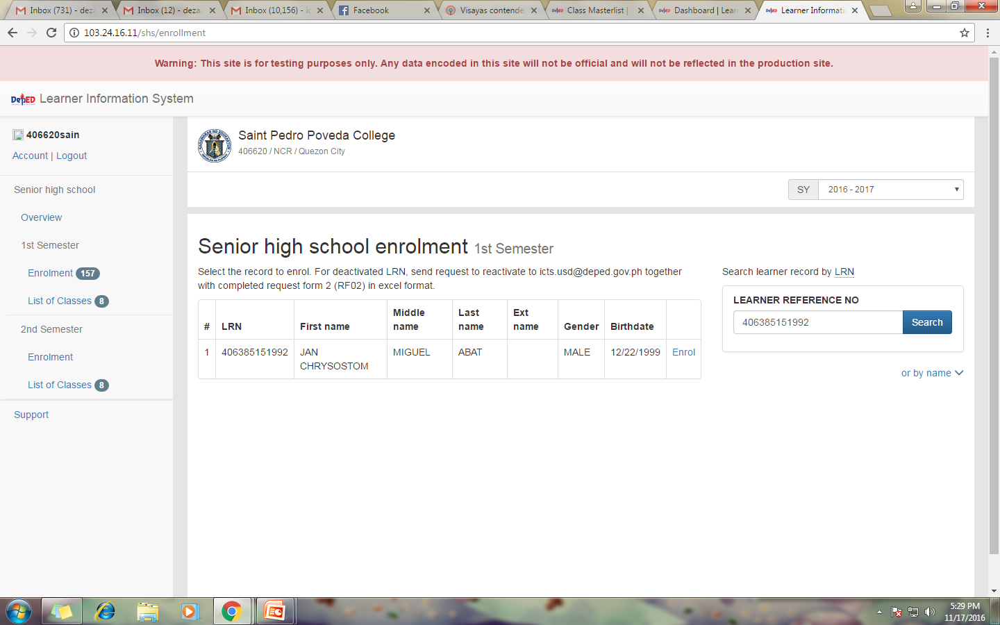 Inbox (731) - deza
Inbox (12) - deza.
Inbox (10,156) - ic
Facebook
Visayas contende
Class Masterlist |
Dashboard | Lear
Learner Informati
103.24.16.11/shs/enrollment
Warning: This site is for testing purposes only. Any data encoded in this site will not be official and will not be reflected in the production site.
DepED Learner Information System
406620sain
Account | Logout
Senior high school
Overview
1st Semester
Enrolment 157
List of Classes 8
2nd Semester
Enrolment
List of Classes 8
Support
Saint Pedro Poveda College
406620 / NCR / Quezon City
SY 2016 - 2017
Senior high school enrolment 1st Semester
Select the record to enrol. For deactivated LRN, send request to reactivate to icts.usd@deped.gov.ph together
with completed request form 2 (RF02) in excel format.
# LRN First name Middle name Last name Ext name Gender Birthdate
1 406385151992 JAN CHRYSOSTOM MIGUEL ABAT MALE 12/22/1999 Enrol
Search learner record by LRN
LEARNER REFERENCE NO
406385151992 Search
or by name
5:29 PM
11/17/2016